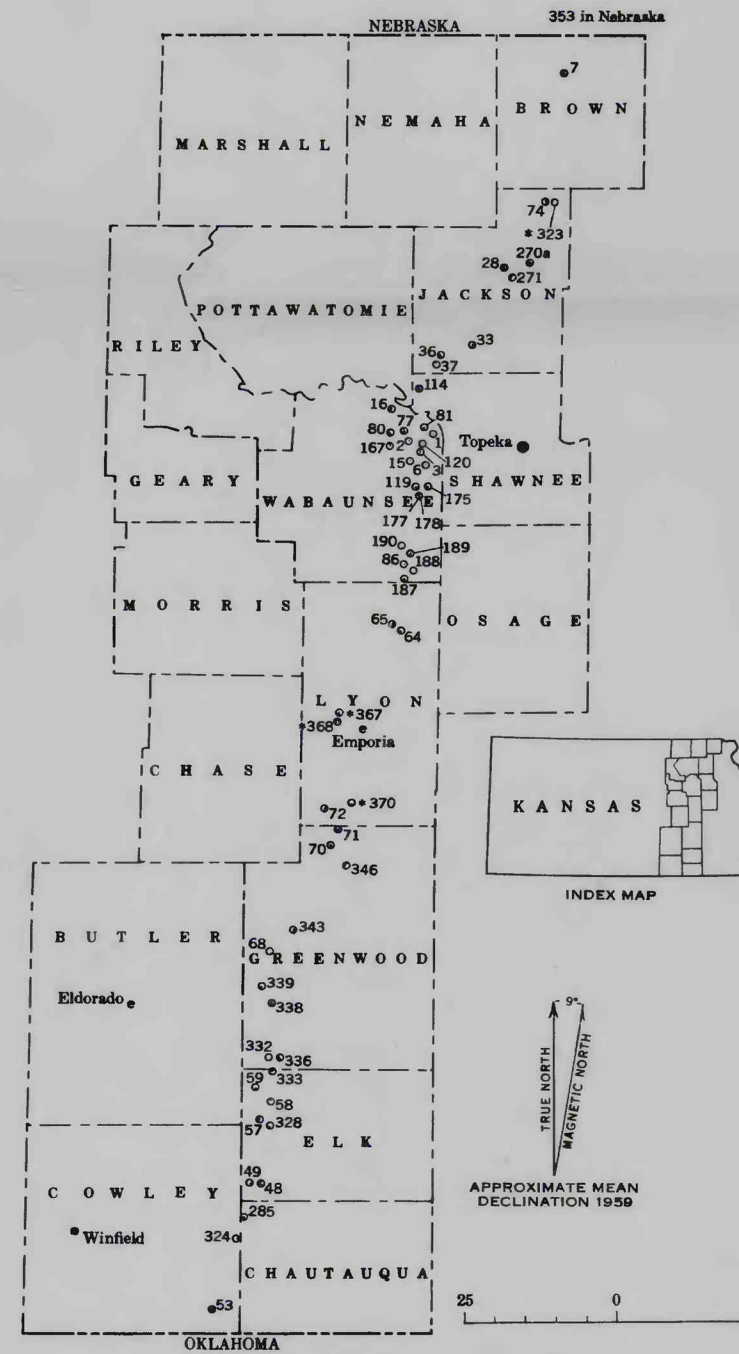 353 in Nebraska
NEBRASKA
7
BROWN
NEMAHA
MARSHALL
74
* 323
270a
28
271
JACKSON
POTTAWATOMIE
RILEY
33
36
37
114
16
81
77
80
1
Topeka
167
2
120
15
6
3
GEARY
119
SHAWNEE
175
WABAUNSEE
177
178
190
189
86
188
187
MORRIS
OSAGE
65
64
LYON
*367
*368
Emporia
CHASE
*370
72
71
70
346
KANSAS
INDEX MAP
BUTLER
343
68
GREENWOOD
339
Eldorado
338
332
336
333
59
58
57
328
ELK
9°
TRUE NORTH
MAGNETIC NORTH
APPROXIMATE MEAN
DECLINATION 1959
49
48
COWLEY
285
Winfield
324
CHAUTAUQUA
53
25
0
OKLAHOMA